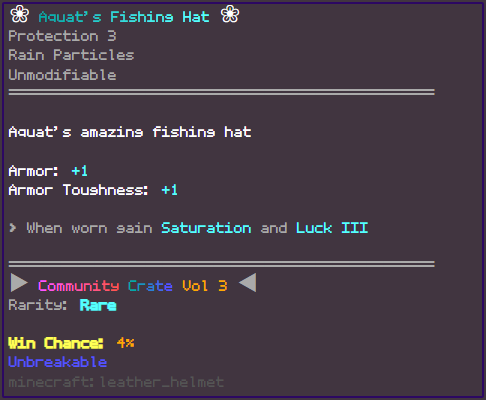 ❀ Aquat's Fishing Hat ❀
Protection 3
Rain Particles
Unmodifiable
Aquat's amazing fishing hat
Armor: +1
Armor Toughness: +1
› When worn gain Saturation and Luck III
▶ Community Crate Vol 3 ◀
Rarity: Rare
Win Chance: 4%
Unbreakable
minecraft:leather_helmet